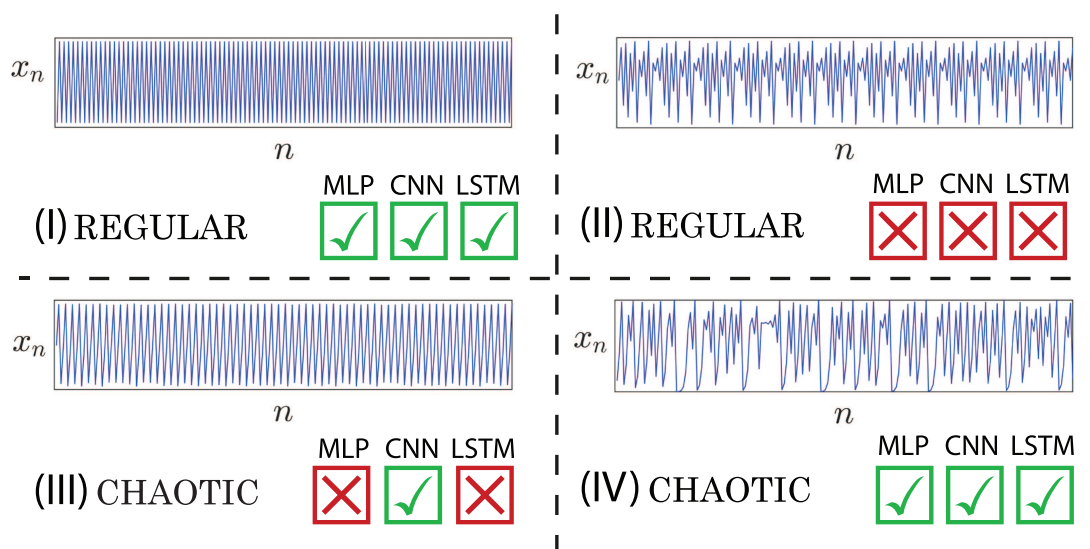 xₙ
n
MLP CNN LSTM
(I) REGULAR
xₙ
n
MLP CNN LSTM
(II) REGULAR
xₙ
n
MLP CNN LSTM
(III) CHAOTIC
xₙ
n
MLP CNN LSTM
(IV) CHAOTIC